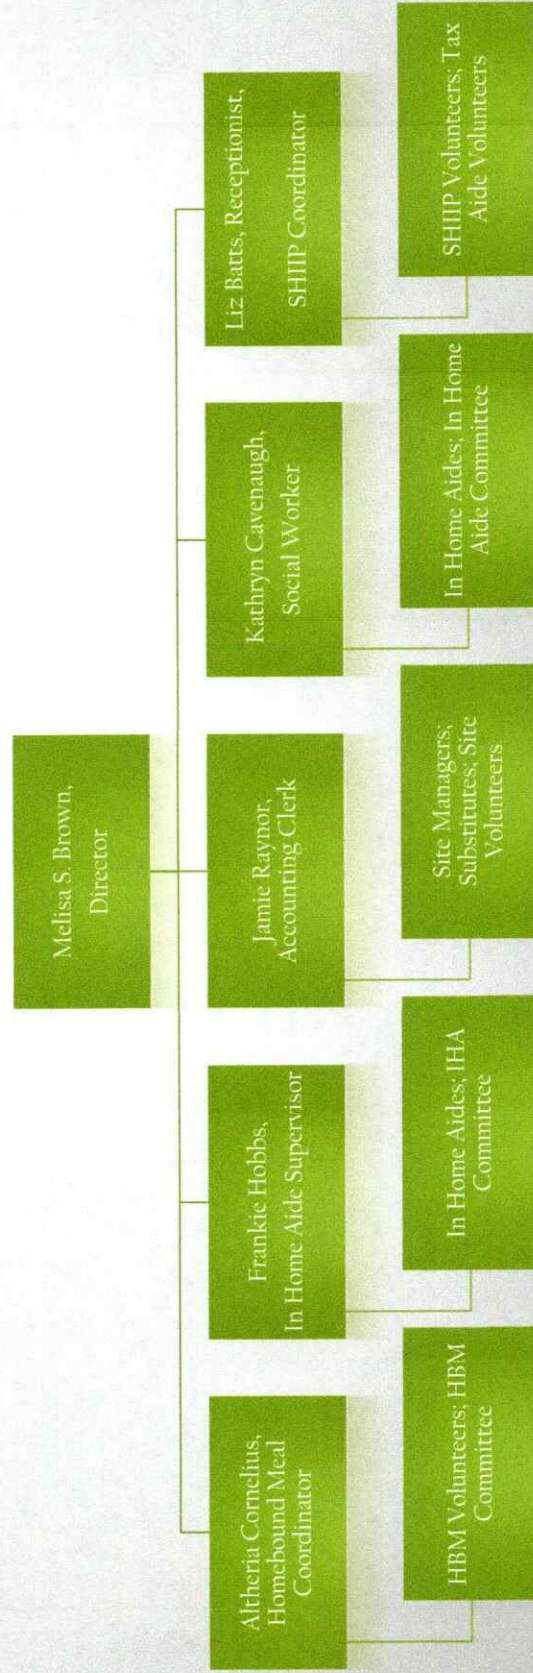 Melisa S. Brown,
Director
Altheria Cornelius,
Homebound Meal
Coordinator
Frankie Hobbs,
In Home Aide Supervisor
Jamie Raynor,
Accounting Clerk
Kathryn Cavenaugh,
Social Worker
Liz Batts, Receptionist,
SHIIP Coordinator
HBM Volunteers; HBM
Committee
In Home Aides; IHA
Committee
Site Managers;
Substitutes; Site
Volunteers
In Home Aides; In Home
Aide Committee
SHIIP Volunteers; Tax
Aide Volunteers